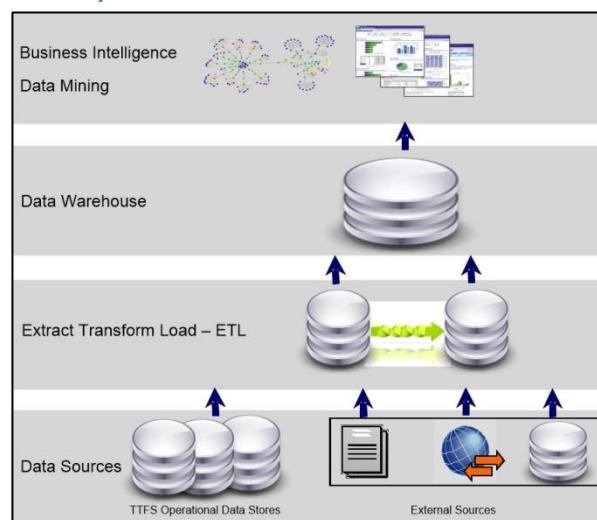 Business Intelligence
Data Mining
Data Warehouse
Extract Transform Load – ETL
Data Sources
TTFS Operational Data Stores
External Sources